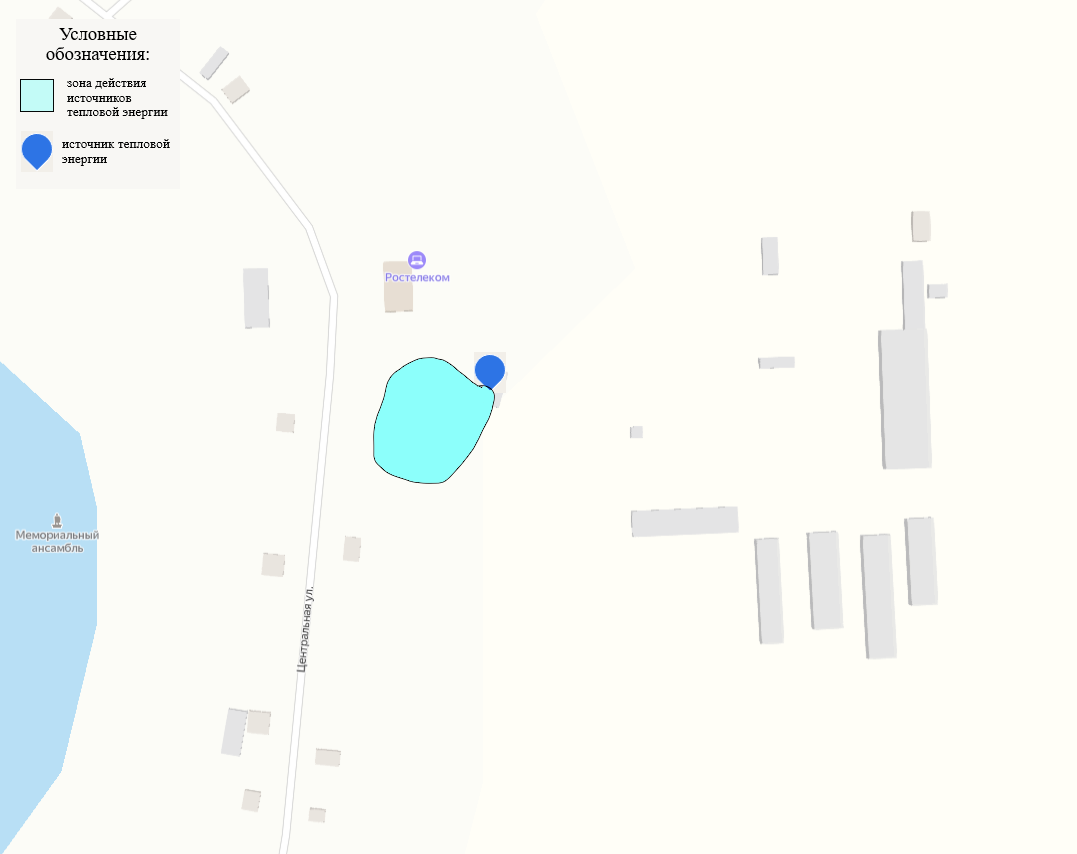 Условные
обозначения:
зона действия
источников
тепловой энергии
источник тепловой
энергии
Ростелеком
Мемориальный
ансамбль
Центральная ул.